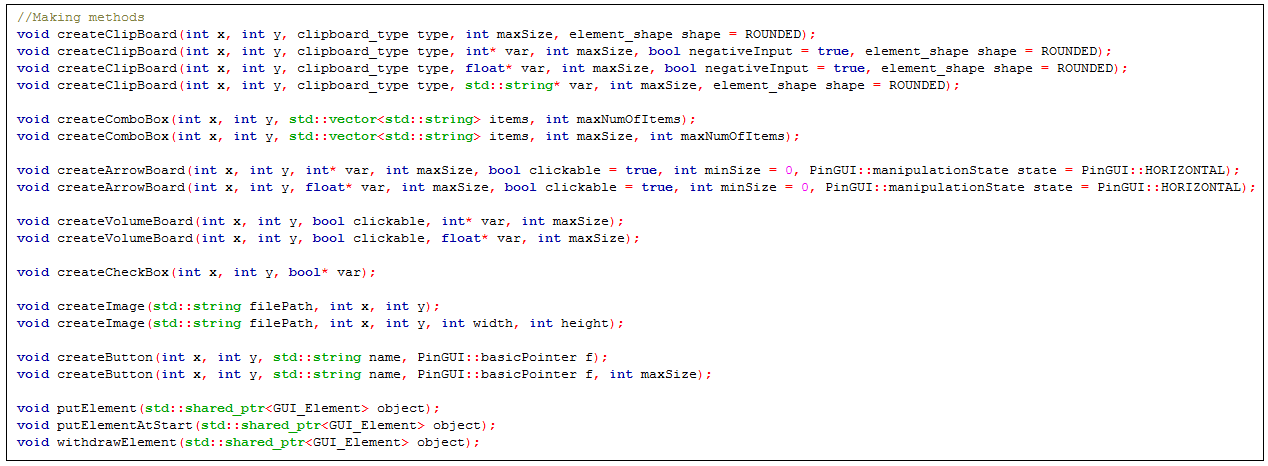 //Making methods
void createClipBoard(int x, int y, clipboard_type type, int maxSize, element_shape shape = ROUNDED);
void createClipBoard(int x, int y, clipboard_type type, int* var, int maxSize, bool negativeInput = true, element_shape shape = ROUNDED);
void createClipBoard(int x, int y, clipboard_type type, float* var, int maxSize, bool negativeInput = true, element_shape shape = ROUNDED);
void createClipBoard(int x, int y, clipboard_type type, std::string* var, int maxSize, element_shape shape = ROUNDED);
void createComboBox(int x, int y, std::vector<std::string> items, int maxNumOfItems);
void createComboBox(int x, int y, std::vector<std::string> items, int maxSize, int maxNumOfItems);
void createArrowBoard(int x, int y, int* var, int maxSize, bool clickable = true, int minSize = 0, PinGUI::manipulationState state = PinGUI::HORIZONTAL);
void createArrowBoard(int x, int y, float* var, int maxSize, bool clickable = true, int minSize = 0, PinGUI::manipulationState state = PinGUI::HORIZONTAL);
void createVolumeBoard(int x, int y, bool clickable, int* var, int maxSize);
void createVolumeBoard(int x, int y, bool clickable, float* var, int maxSize);
void createCheckBox(int x, int y, bool* var);
void createImage(std::string filePath, int x, int y);
void createImage(std::string filePath, int x, int y, int width, int height);
void createButton(int x, int y, std::string name, PinGUI::basicPointer f);
void createButton(int x, int y, std::string name, PinGUI::basicPointer f, int maxSize);
void putElement(std::shared_ptr<GUI_Element> object);
void putElementAtStart(std::shared_ptr<GUI_Element> object);
void withdrawElement(std::shared_ptr<GUI_Element> object);